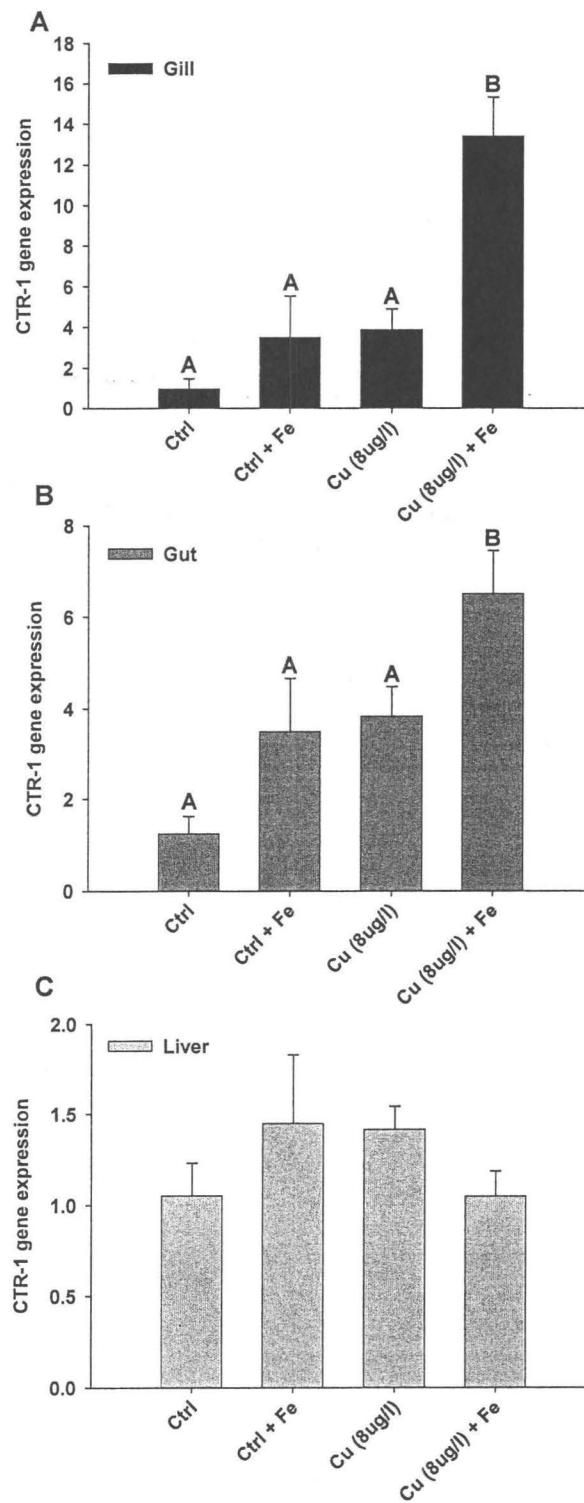 A
Gill
CTR-1 gene expression
18
16
14
12
10
8
6
4
2
0
A
A
A
B
Ctrl
Ctrl + Fe
Cu (8ug/l)
Cu (8ug/l) + Fe
B
Gut
CTR-1 gene expression
8
6
4
2
0
A
A
A
B
Ctrl
Ctrl + Fe
Cu (8ug/l)
Cu (8ug/l) + Fe
C
Liver
CTR-1 gene expression
2.0
1.5
1.0
0.5
0.0
Ctrl
Ctrl + Fe
Cu (8ug/l)
Cu (8ug/l) + Fe